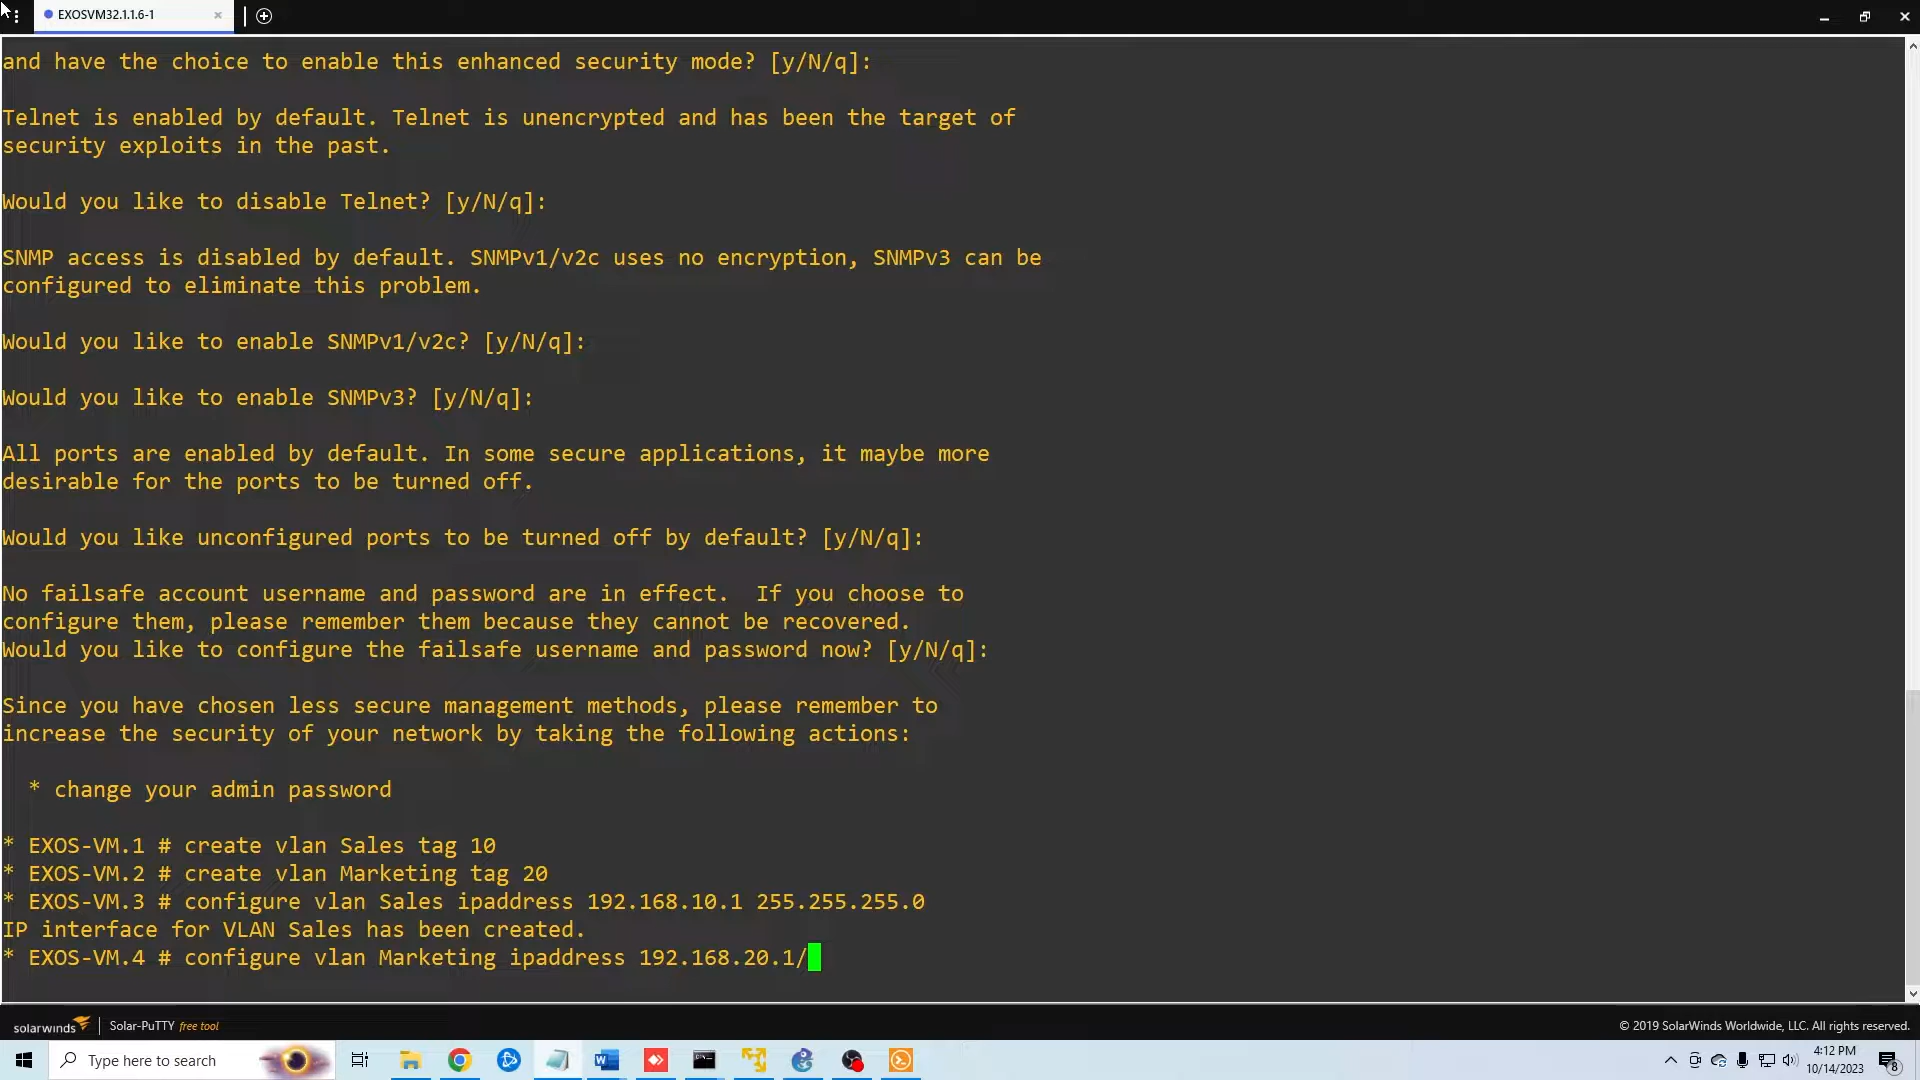 EXOSVM32.1.1.6-1
and have the choice to enable this enhanced security mode? [y/N/q]:
Telnet is enabled by default. Telnet is unencrypted and has been the target of
security exploits in the past.
Would you like to disable Telnet? [y/N/q]:
SNMP access is disabled by default. SNMPv1/v2c uses no encryption, SNMPv3 can be
configured to eliminate this problem.
Would you like to enable SNMPv1/v2c? [y/N/q]:
Would you like to enable SNMPv3? [y/N/q]:
All ports are enabled by default. In some secure applications, it maybe more
desirable for the ports to be turned off.
Would you like unconfigured ports to be turned off by default? [y/N/q]:
No failsafe account username and password are in effect.  If you choose to
configure them, please remember them because they cannot be recovered.
Would you like to configure the failsafe username and password now? [y/N/q]:
Since you have chosen less secure management methods, please remember to
increase the security of your network by taking the following actions:
* change your admin password
* EXOS-VM.1 # create vlan Sales tag 10
* EXOS-VM.2 # create vlan Marketing tag 20
* EXOS-VM.3 # configure vlan Sales ipaddress 192.168.10.1 255.255.255.0
IP interface for VLAN Sales has been created.
* EXOS-VM.4 # configure vlan Marketing ipaddress 192.168.20.1/
solarwinds | Solar-PuTTY free tool
© 2019 SolarWinds Worldwide, LLC. All rights reserved.
Type here to search
4:12 PM
10/14/2023
8